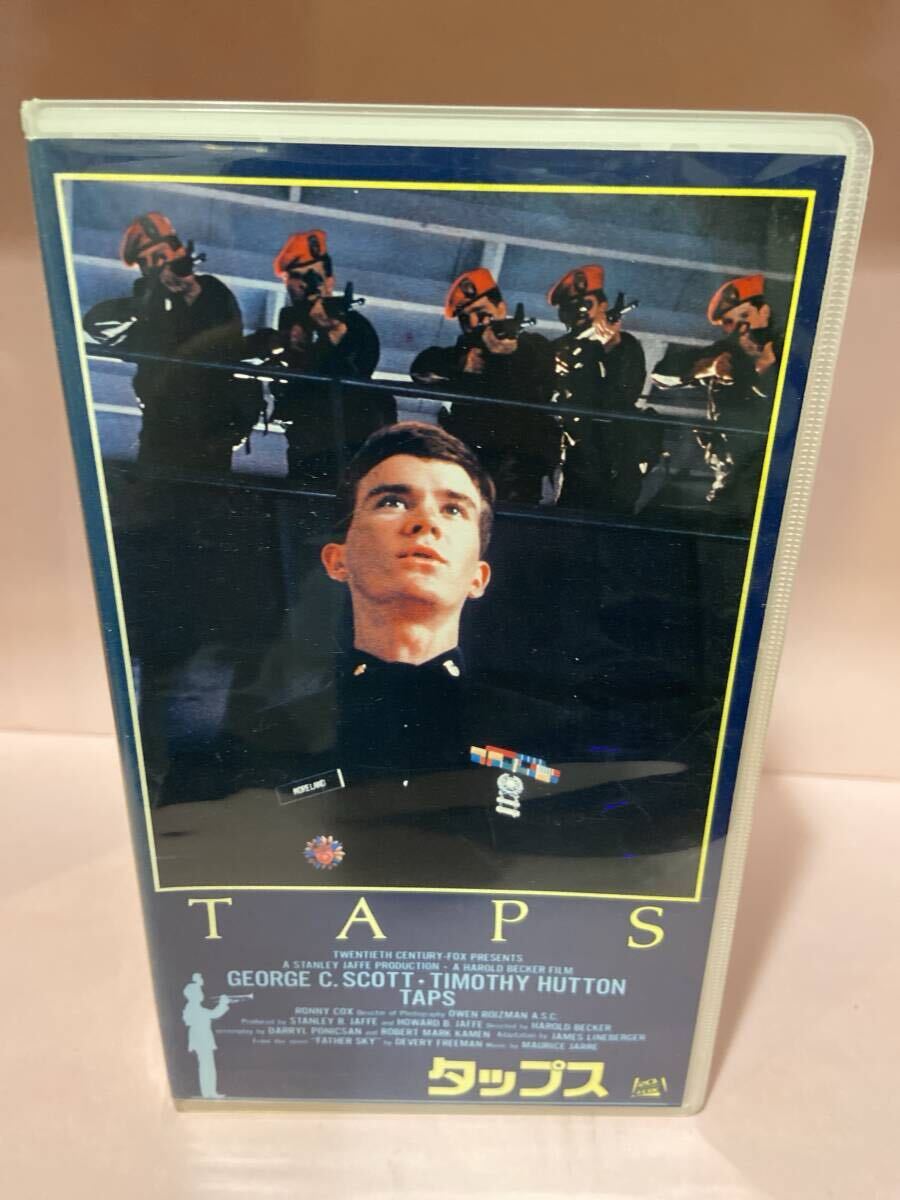 MORELAND
TAPS
TWENTIETH CENTURY-FOX PRESENTS
A STANLEY JAFFE PRODUCTION · A HAROLD BECKER FILM
GEORGE C. SCOTT · TIMOTHY HUTTON
TAPS
RONNY COX Director of Photography OWEN ROIZMAN A.S.C.
Produced by STANLEY R. JAFFE and HOWARD B. JAFFE Directed by HAROLD BECKER
Screenplay by DARRYL PONICSAN and ROBERT MARK KAMEN Adaptation by JAMES LINEBERGER
From the novel "FATHER SKY" by DEVERY FREEMAN Music by MAURICE JARRE
タップス
20
FOX